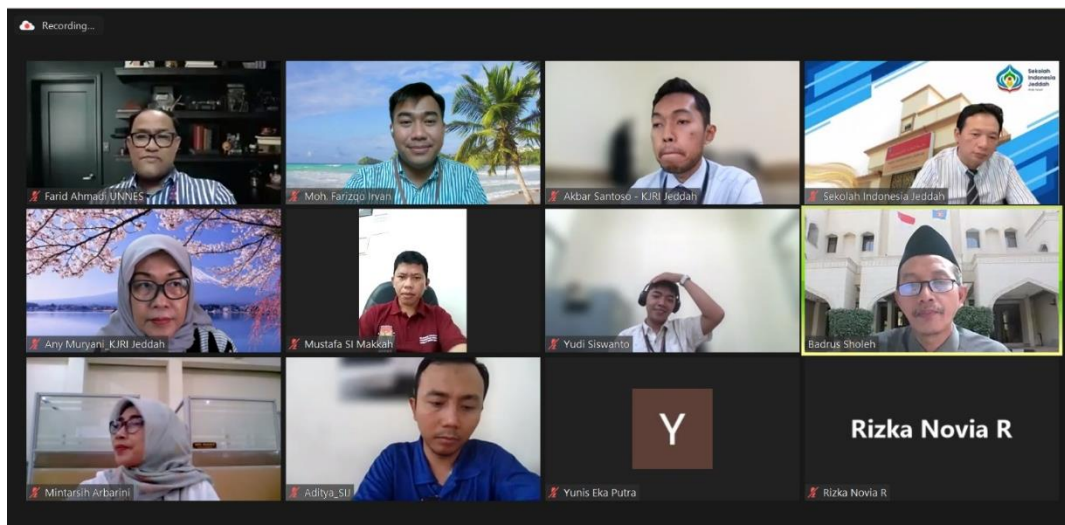 Recording...
Farid Ahmadi UNNES
Moh. Farizqo Irvan
Akbar Santoso - KJRI Jeddah
Sekolah
Indonesia
Jeddah
Sekolah Indonesia Jeddah
Any Muryani_KJRI Jeddah
Mustafa SI Makkah
Yudi Siswanto
Badrus Sholeh
Mintarsih Arbarini
Aditya_SIJ
Y
Yunis Eka Putra
Rizka Novia R
Rizka Novia R